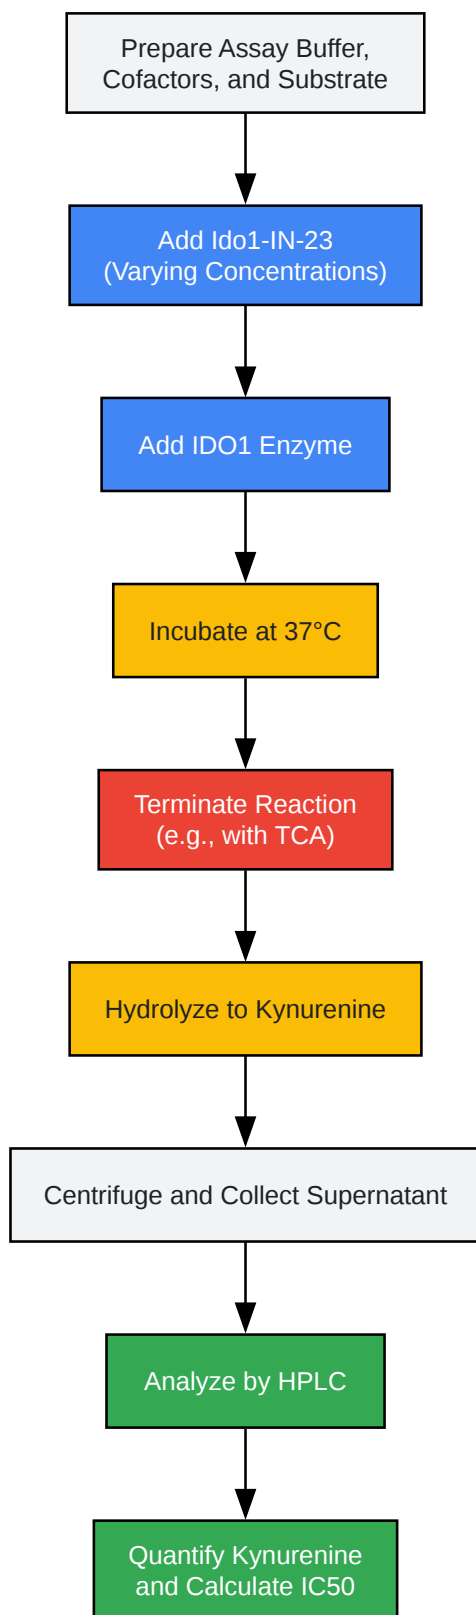 Prepare Assay Buffer,
Cofactors, and Substrate
Add Ido1-IN-23
(Varying Concentrations)
Add IDO1 Enzyme
Incubate at 37°C
Terminate Reaction
(e.g., with TCA)
Hydrolyze to Kynurenine
Centrifuge and Collect Supernatant
Analyze by HPLC
Quantify Kynurenine
and Calculate IC50